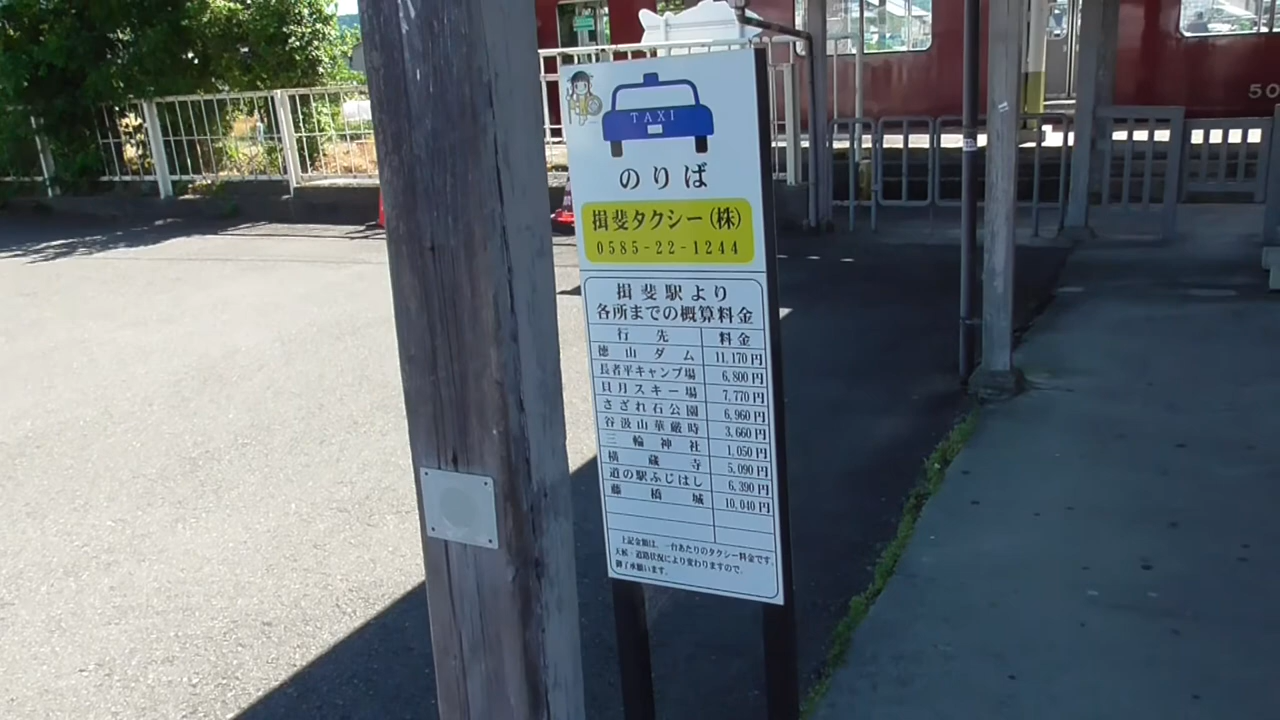 TAXI
のりば
揖斐タクシー(株)
0585-22-1244
揖斐駅より
各所までの概算料金
行先 料金
徳山ダム 11,170円
長者平キャンプ場 6,800円
貝月スキー場 7,770円
さざれ石公園 6,960円
谷汲山華厳時 3,660円
三輪神社 1,050円
横蔵寺 5,090円
道の駅ふじはし 6,390円
藤橋城 10,040円
上記金額は、一台あたりのタクシー料金です。
天候・道路状況により変わりますので、
御了承願います。
50